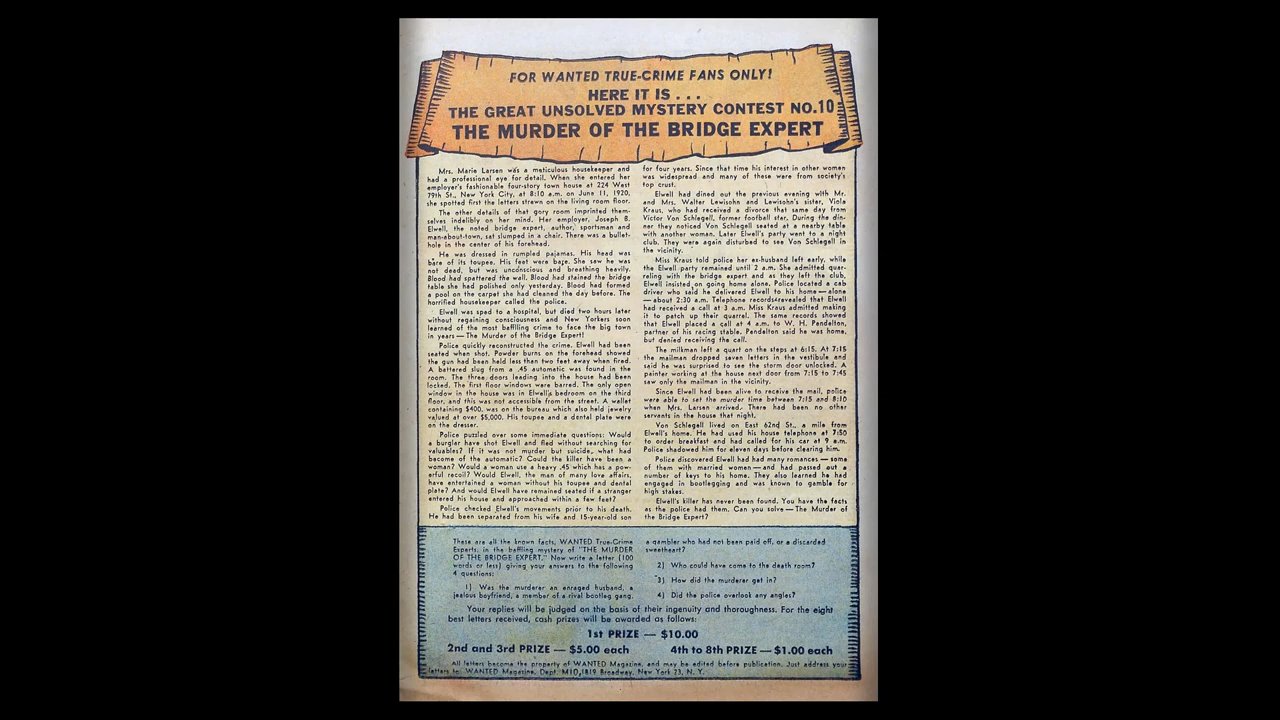 FOR WANTED TRUE-CRIME FANS ONLY!
HERE IT IS . . .
THE GREAT UNSOLVED MYSTERY CONTEST NO.10
THE MURDER OF THE BRIDGE EXPERT
Mrs. Marie Larsen was a meticulous housekeeper and
had a professional eye for detail. When she entered her
employer's fashionable four-story town house at 224 West
79th St., New York City, at 8:10 a.m. on June 11, 1920,
she spotted first the letters strewn on the living room floor.
The other details of that gory room imprinted them-
selves indelibly on her mind. Her employer, Joseph B.
Elwell, the noted bridge expert, author, sportsman and
man-about-town, sat slumped in a chair. There was a bullet-
hole in the center of his forehead.
He was dressed in rumpled pajamas. His head was
bare of its toupee. His feet were bare. She saw he was
not dead, but was unconscious and breathing heavily.
Blood had spattered the wall. Blood had stained the bridge
table she had polished only yesterday. Blood had formed
a pool on the carpet she had cleaned the day before. The
horrified housekeeper called the police.
Elwell was sped to a hospital, but died two hours later
without regaining consciousness and New Yorkers soon
learned of the most baffling crime to face the big town
in years — The Murder of the Bridge Expert!
Police quickly reconstructed the crime. Elwell had been
seated when shot. Powder burns on the forehead showed
the gun had been held less than two feet away when fired.
A battered slug from a .45 automatic was found in the
room. The three doors leading into the house had been
locked. The first floor windows were barred. The only open
window in the house was in Elwell's bedroom on the third
floor, and this was not accessible from the street. A wallet
containing $400, was on the bureau which also held jewelry
valued at over $5,000. His toupee and a dental plate were
on the dresser.
Police puzzled over some immediate questions: Would
a burglar have shot Elwell and fled without searching for
valuables? If it was not murder but suicide, what had
become of the automatic? Could the killer have been a
woman? Would a woman use a heavy .45 which has a pow-
erful recoil? Would Elwell, the man of many love affairs,
have entertained a woman without his toupee and dental
plate? And would Elwell have remained seated if a stranger
entered his house and approached within a few feet?
Police checked Elwell's movements prior to his death.
He had been separated from his wife and 15-year-old son
for four years. Since that time his interest in other women
was widespread and many of these were from society's
top crust.
Elwell had dined out the previous evening with Mr.
and Mrs. Walter Lewisohn and Lewisohn's sister, Viola
Kraus, who had received a divorce that same day from
Victor Von Schlegell, former football star. During the din-
ner they noticed Von Schlegell seated at a nearby table
with another woman. Later Elwell's party went to a night
club. They were again disturbed to see Von Schlegell in
the vicinity.
Miss Kraus told police her ex-husband left early, while
the Elwell party remained until 2 a.m. She admitted quar-
reling with the bridge expert and as they left the club,
Elwell insisted on going home alone. Police located a cab
driver who said he delivered Elwell to his home — alone
— about 2:30 a.m. Telephone records revealed that Elwell
had received a call at 3 a.m. Miss Kraus admitted making
it to patch up their quarrel. The same records showed
that Elwell placed a call at 4 a.m. to W. H. Pendelton,
partner of his racing stable. Pendelton said he was home,
but denied receiving the call.
The milkman left a quart on the steps at 6:15. At 7:15
the mailman dropped seven letters in the vestibule and
said he was surprised to see the storm door unlocked. A
painter working at the house next door from 7:15 to 7:45
saw only the mailman in the vicinity.
Since Elwell had been alive to receive the mail, police
were able to set the murder time between 7:15 and 8:10
when Mrs. Larsen arrived. There had been no other
servants in the house that night.
Von Schlegell lived on East 62nd St., a mile from
Elwell's home. He had used his house telephone at 7:50
to order breakfast and had called for his car at 9 a.m.
Police shadowed him for eleven days before clearing him.
Police discovered Elwell had had many romances — some
of them with married women — and had passed out a
number of keys to his home. They also learned he had
engaged in bootlegging and was known to gamble for
high stakes.
Elwell's killer has never been found. You have the facts
as the police had them. Can you solve — The Murder of
the Bridge Expert?
These are all the known facts, WANTED True-Crime
Experts, in the baffling mystery of "THE MURDER
OF THE BRIDGE EXPERT." Now write a letter (100
words or less) giving your answers to the following
4 questions:
1) Was the murderer an enraged husband, a
jealous boyfriend, a member of a rival bootleg gang,
a gambler who had not been paid off, or a discarded
sweetheart?
2) Who could have come to the death room?
3) How did the murderer get in?
4) Did the police overlook any angles?
Your replies will be judged on the basis of their ingenuity and thoroughness. For the eight
best letters received, cash prizes will be awarded as follows:
1st PRIZE — $10.00
2nd and 3rd PRIZE — $5.00 each 4th to 8th PRIZE — $1.00 each
All letters become the property of WANTED Magazine, and may be edited before publication. Just address your
letters to: WANTED Magazine, Dept. M10, 1819 Broadway, New York 23, N. Y.